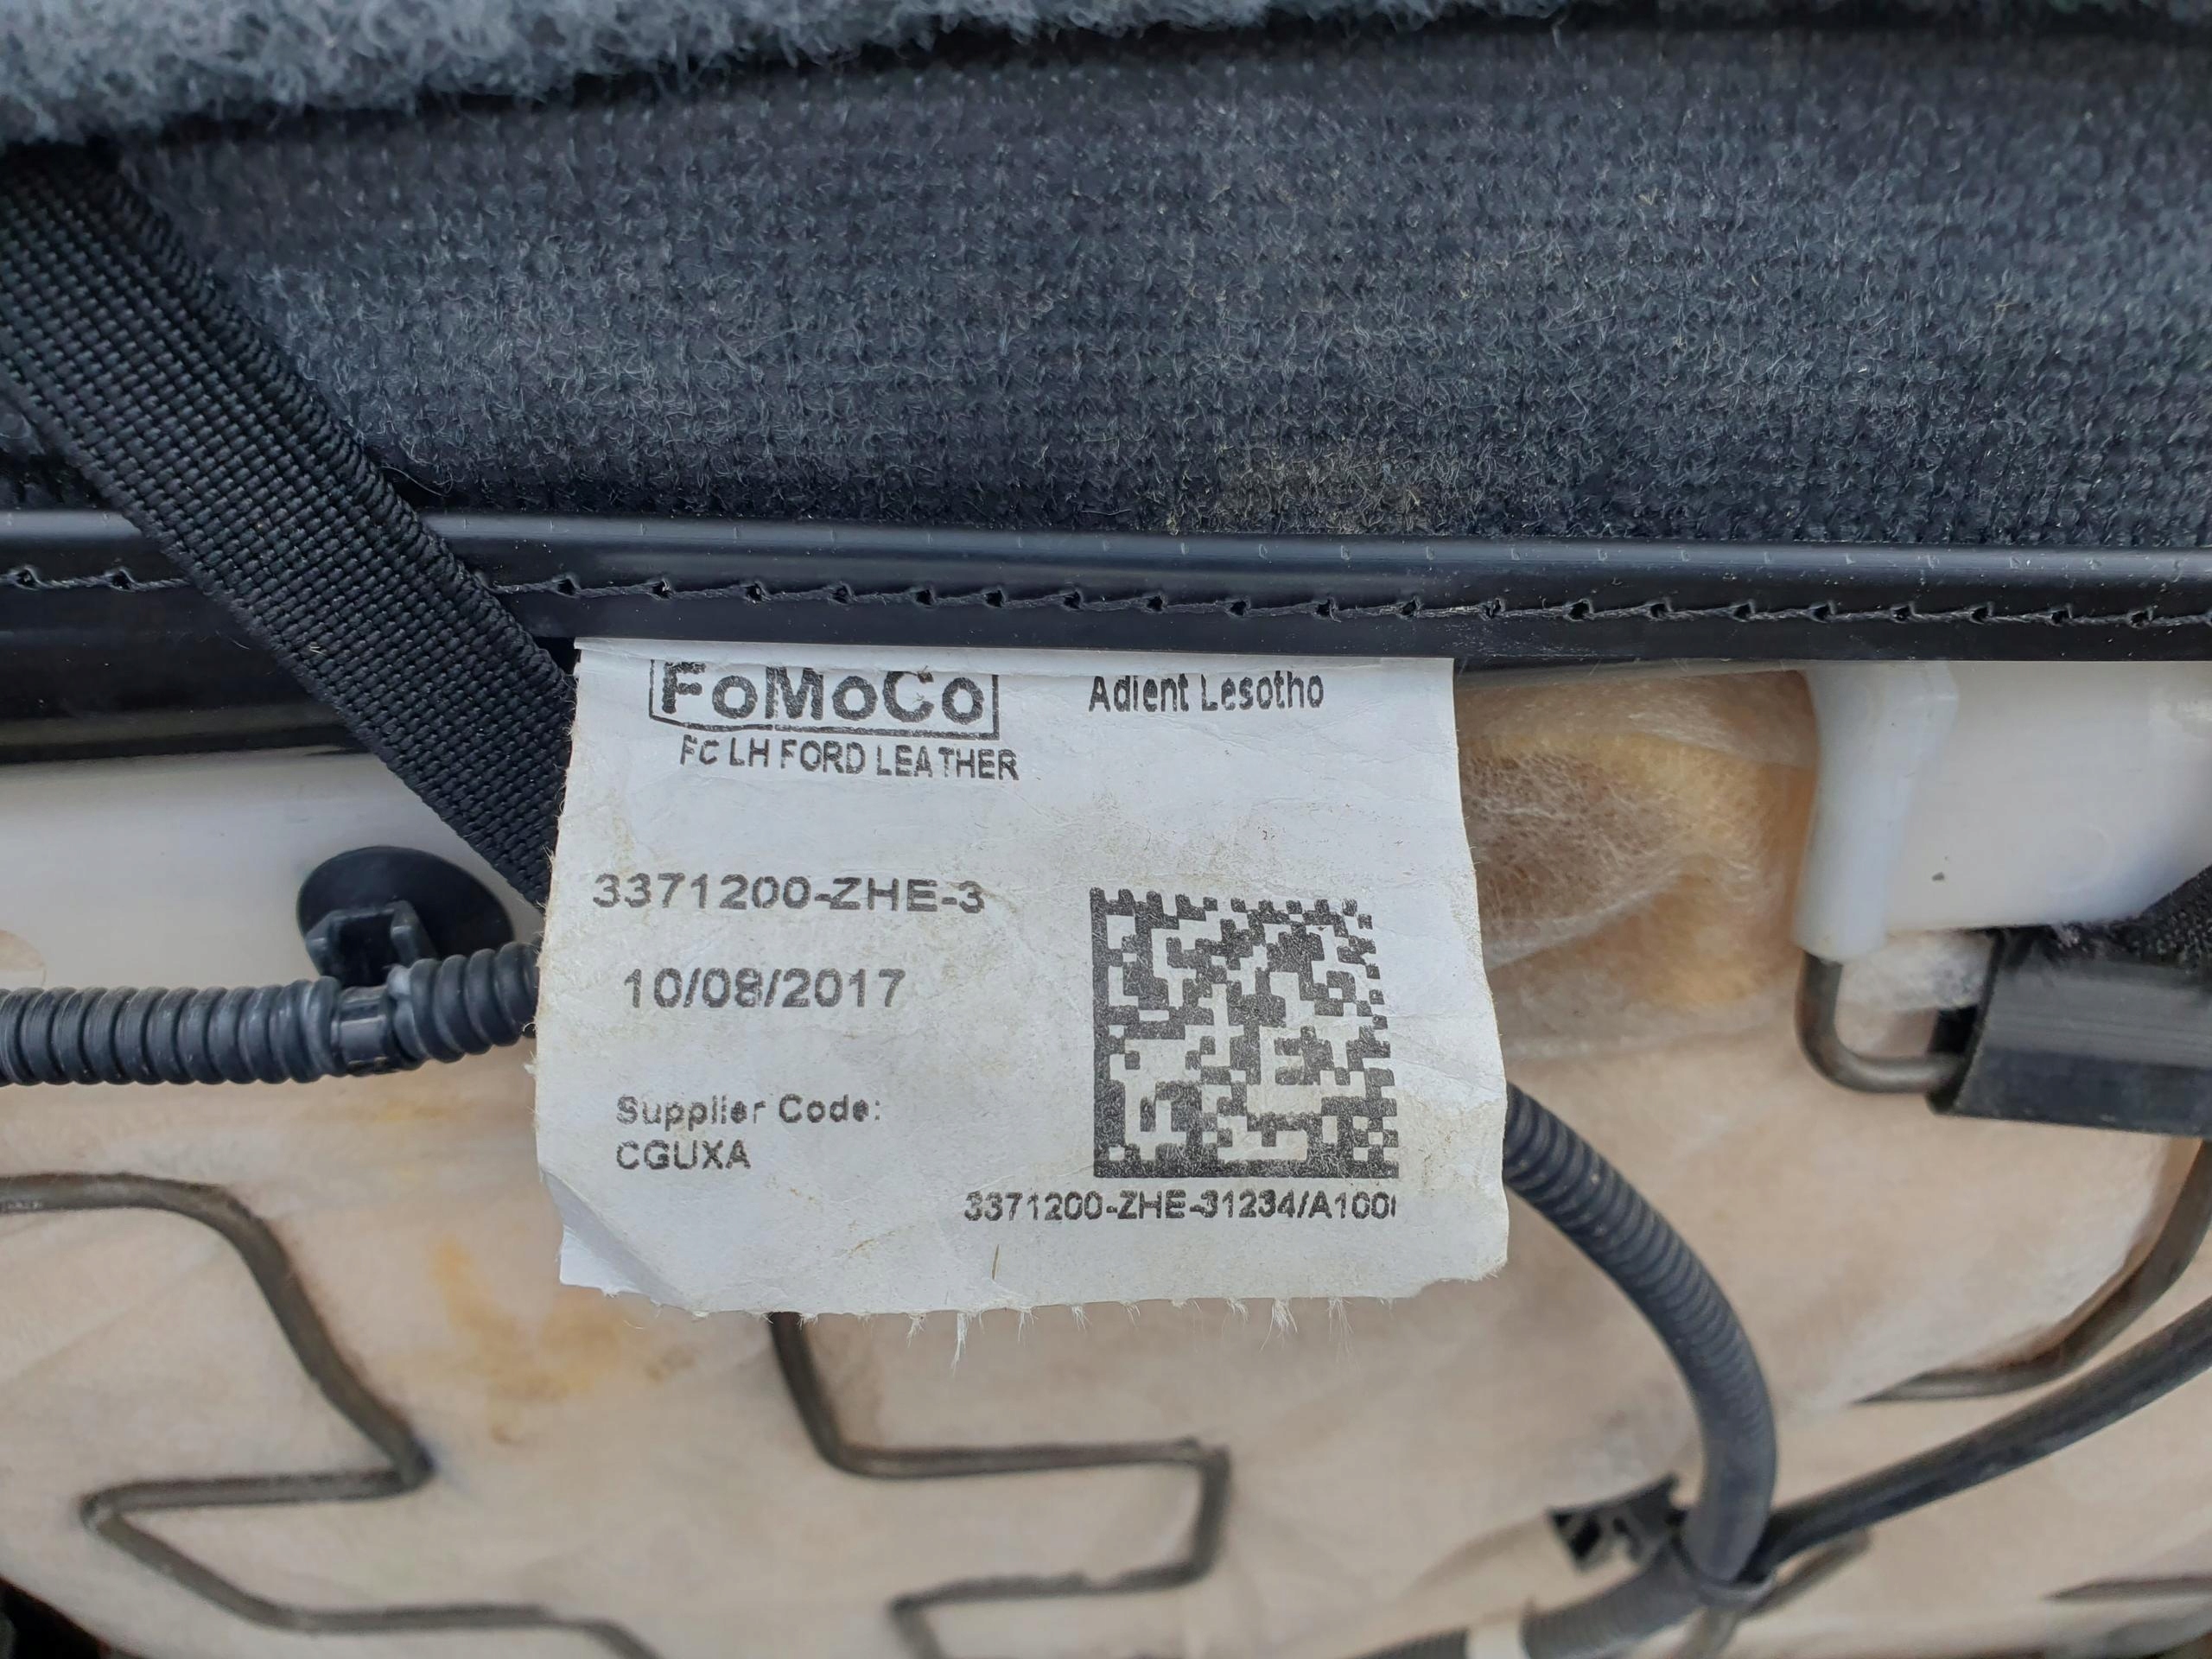 FoMoCo
Adient Lesotho
FC LH FORD LEATHER
3371200-ZHE-3
10/08/2017
Supplier Code:
CGUXA
3371200-ZHE-31234/A100